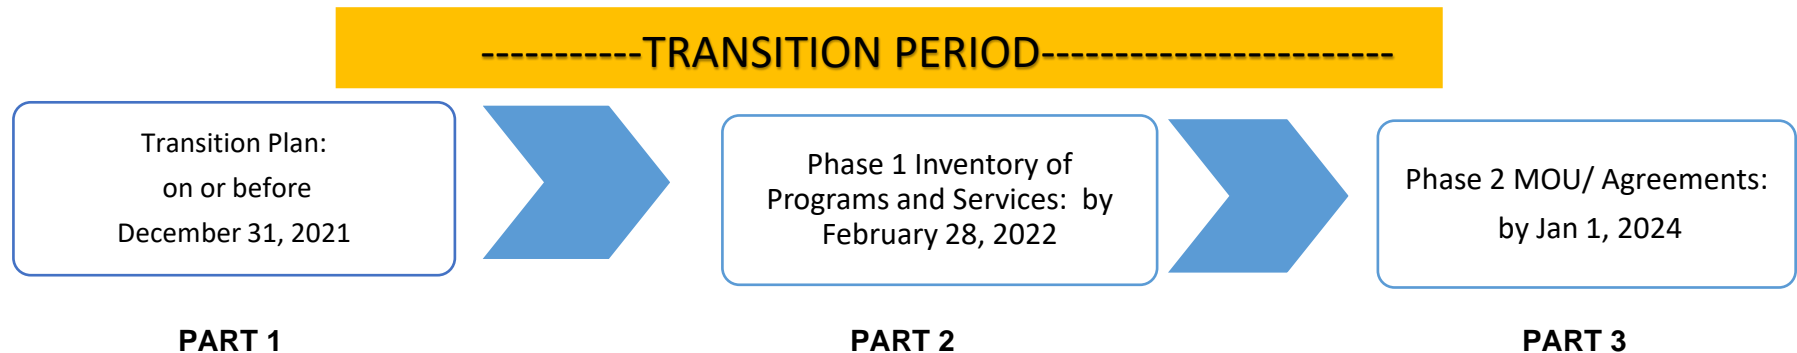 -----------TRANSITION PERIOD------------------------
Transition Plan:
on or before
December 31, 2021
Phase 1 Inventory of
Programs and Services:  by
February 28, 2022
Phase 2 MOU/ Agreements:
by Jan 1, 2024
PART 1
PART 2
PART 3